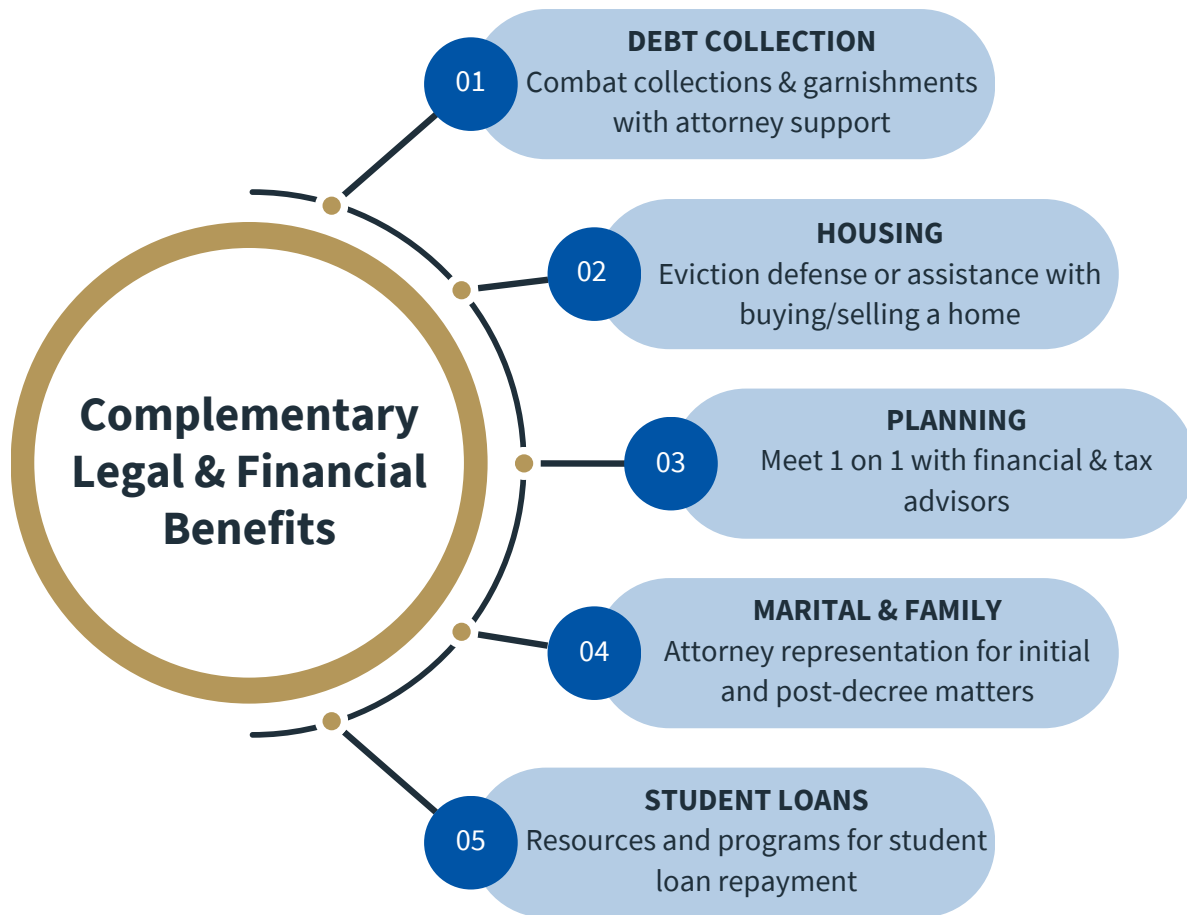 Complementary
Legal & Financial
Benefits
01
DEBT COLLECTION
Combat collections & garnishments
with attorney support
02
HOUSING
Eviction defense or assistance with
buying/selling a home
03
PLANNING
Meet 1 on 1 with financial & tax
advisors
04
MARITAL & FAMILY
Attorney representation for initial
and post-decree matters
05
STUDENT LOANS
Resources and programs for student
loan repayment